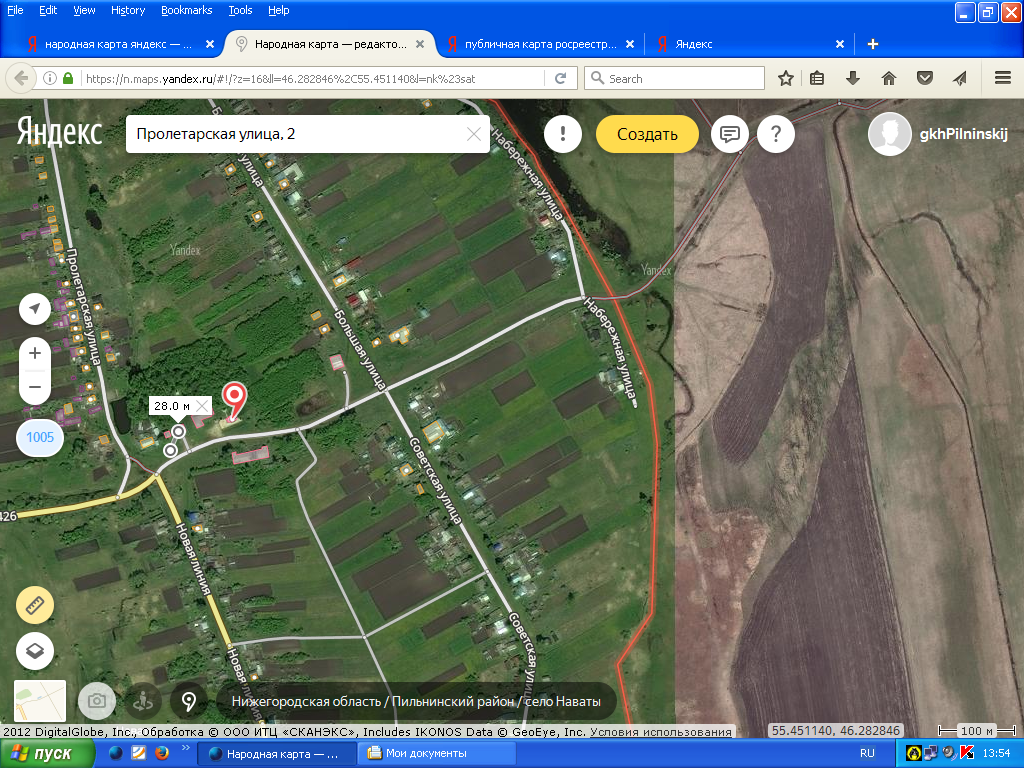 File Edit View History Bookmarks Tools Help
народная карта яндекс — ...
Народная карта — редакто...
публичная карта росреестр...
Яндекс
https://n.maps.yandex.ru/#!/?z=16&ll=46.282846%2C55.451140&l=nk%23sat
Search
Яндекс
Пролетарская улица, 2
Создать
gkhPilninskij
Набережная улица
Большая улица
Yandex
Yandex
Пролетарская улица
Набережная улица
28.0 м
1005
Советская улица
426
Новая линия
Советская улица
Новая линия
Нижегородская область / Пильнинский район / село Наваты
2012 DigitalGlobe, Inc., Обработка © ООО ИТЦ «СКАНЭКС», Includes IKONOS Data © GeoEye, Inc. Условия использования
55.451140, 46.282846
100 м
пуск
Народная карта — ...
Мои документы
RU
13:54